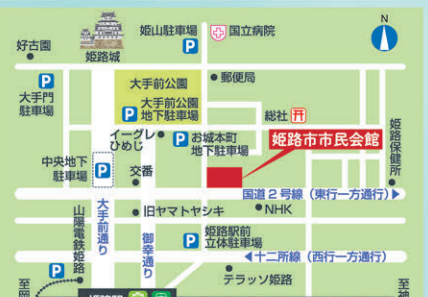 N
姫山駐車場
国立病院
好古園
姫路城
P
P
大手門
駐車場
大手前公園
郵便局
P
大手前公園
地下駐車場
総社
イーグレ
ひめじ
P
お城本町
地下駐車場
姫路市市民会館
姫路保健所
中央地下
駐車場
P
交番
国道2号線(東行一方通行)
山陽電鉄姫路
大手前通り
旧ヤマトヤシキ
NHK
御幸通り
P
姫路駅前
立体駐車場
十二所線(西行一方通行)
P
テラッソ姫路
至
至